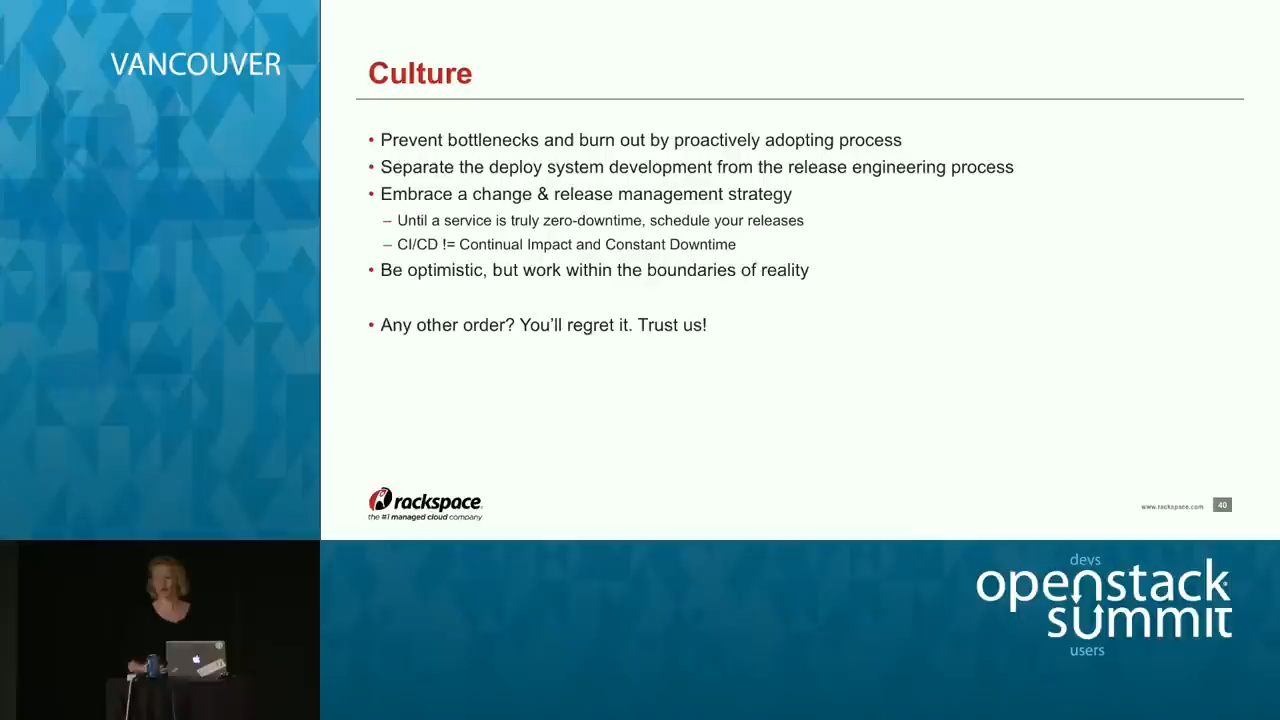 VANCOUVER
Culture
• Prevent bottlenecks and burn out by proactively adopting process
• Separate the deploy system development from the release engineering process
• Embrace a change & release management strategy
– Until a service is truly zero-downtime, schedule your releases
– CI/CD != Continual Impact and Constant Downtime
• Be optimistic, but work within the boundaries of reality
• Any other order? You'll regret it. Trust us!
rackspace
the #1 managed cloud company
www.rackspace.com 40
devs
openstack
summit
users